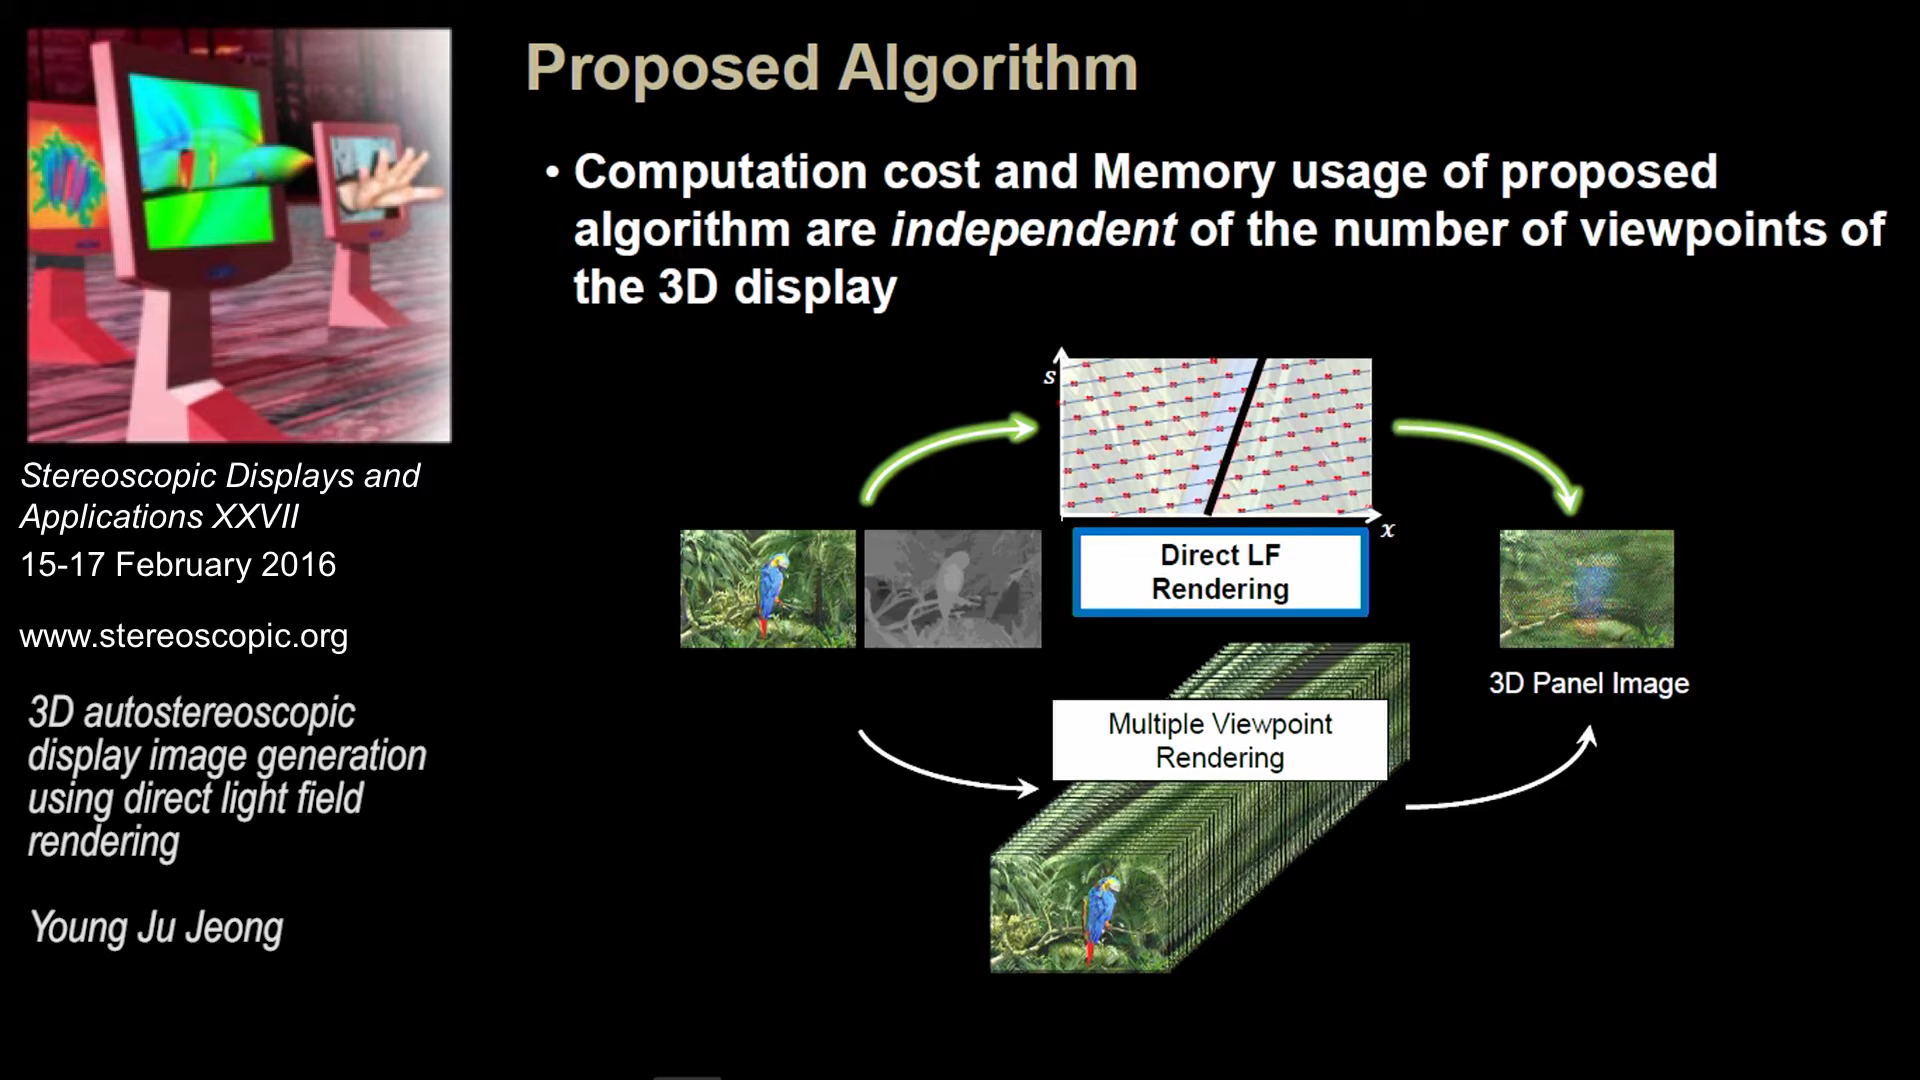 Proposed Algorithm
• Computation cost and Memory usage of proposed
algorithm are independent of the number of viewpoints of
the 3D display
s
x
Direct LF
Rendering
Multiple Viewpoint
Rendering
3D Panel Image
Stereoscopic Displays and
Applications XXVII
15-17 February 2016
www.stereoscopic.org
3D autostereoscopic
display image generation
using direct light field
rendering
Young Ju Jeong